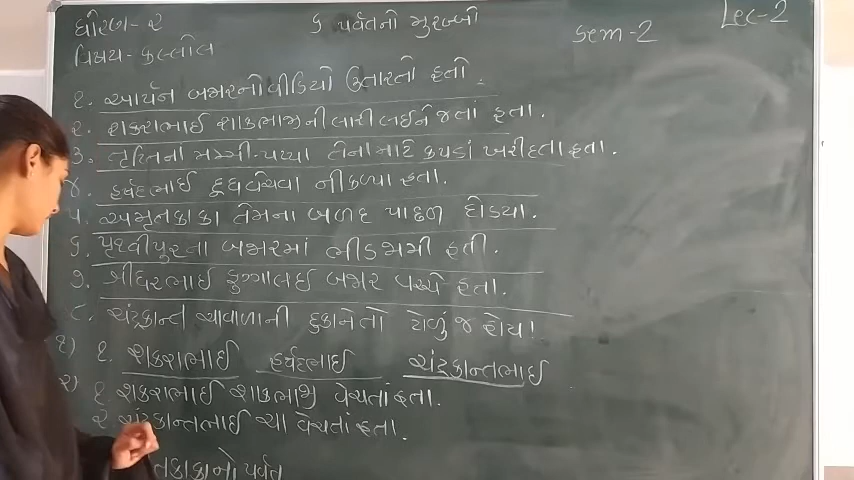 ધોરણ-૨ ૬ પર્વતનો મુરબ્બી Sem-2 Lec-2
વિષય-કલ્લોલ
૧. આર્યન બજારનો વીડિયો ઉતારતો હતો.
૨. શકરાભાઈ શાકભાજીની લારી લઈને જતાં હતા.
૩. તૃપ્તિનાં મમ્મી-પપ્પા તેના માટે કપડાં ખરીદતા હતા.
૪. હર્ષદભાઈ દૂધ વેચવા નીકળ્યા હતા.
૫. અમૃતકાકા તેમના બળદ પાછળ દોડ્યા.
૬. પૃથ્વીપુરના બજારમાં ભીડ જામી હતી.
૭. શ્રીધરભાઈ ફુગ્ગા લઈ બજાર વચ્ચે હતા.
૮. ચંદ્રકાન્ત ચાવાળાની દુકાને તો ટોળું જ હોય!
૧) ૧. શકરાભાઈ હર્ષદભાઈ ચંદ્રકાન્તભાઈ
૨) ૧ શકરાભાઈ શાકભાજી વેચતાં હતા.
૨ ચંદ્રકાન્તભાઈ ચા વેચતાં હતા.
તકાકાનો પર્વત